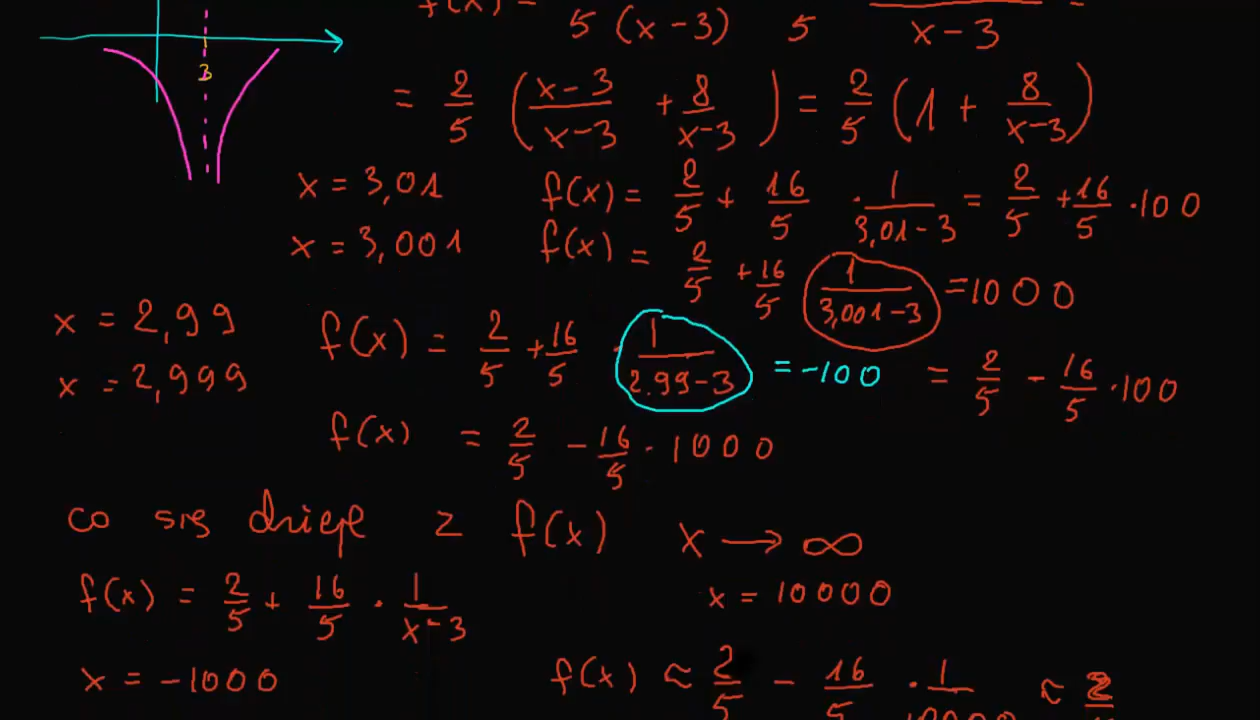 f(x) = 5 (x-3) 5 x-3 =
3
= 2/5 (x-3/x-3 + 8/x-3) = 2/5 (1 + 8/x-3)
x = 3,01 f(x) = 2/5 + 16/5 · 1/3,01-3 = 2/5 + 16/5 · 100
x = 3,001 f(x) = 2/5 + 16/5 1/3,001-3 = 1000
x = 2,99 f(x) = 2/5 + 16/5 · 1/2.99-3 = -100 = 2/5 - 16/5 · 100
x = 2,999
f(x) = 2/5 - 16/5 · 1000
co się dzieje z f(x) x → ∞
f(x) = 2/5 + 16/5 · 1/x-3 x = 10000
x = -1000 f(x) ≈ 2/5 - 16/5 · 1/10000 ≈ 2